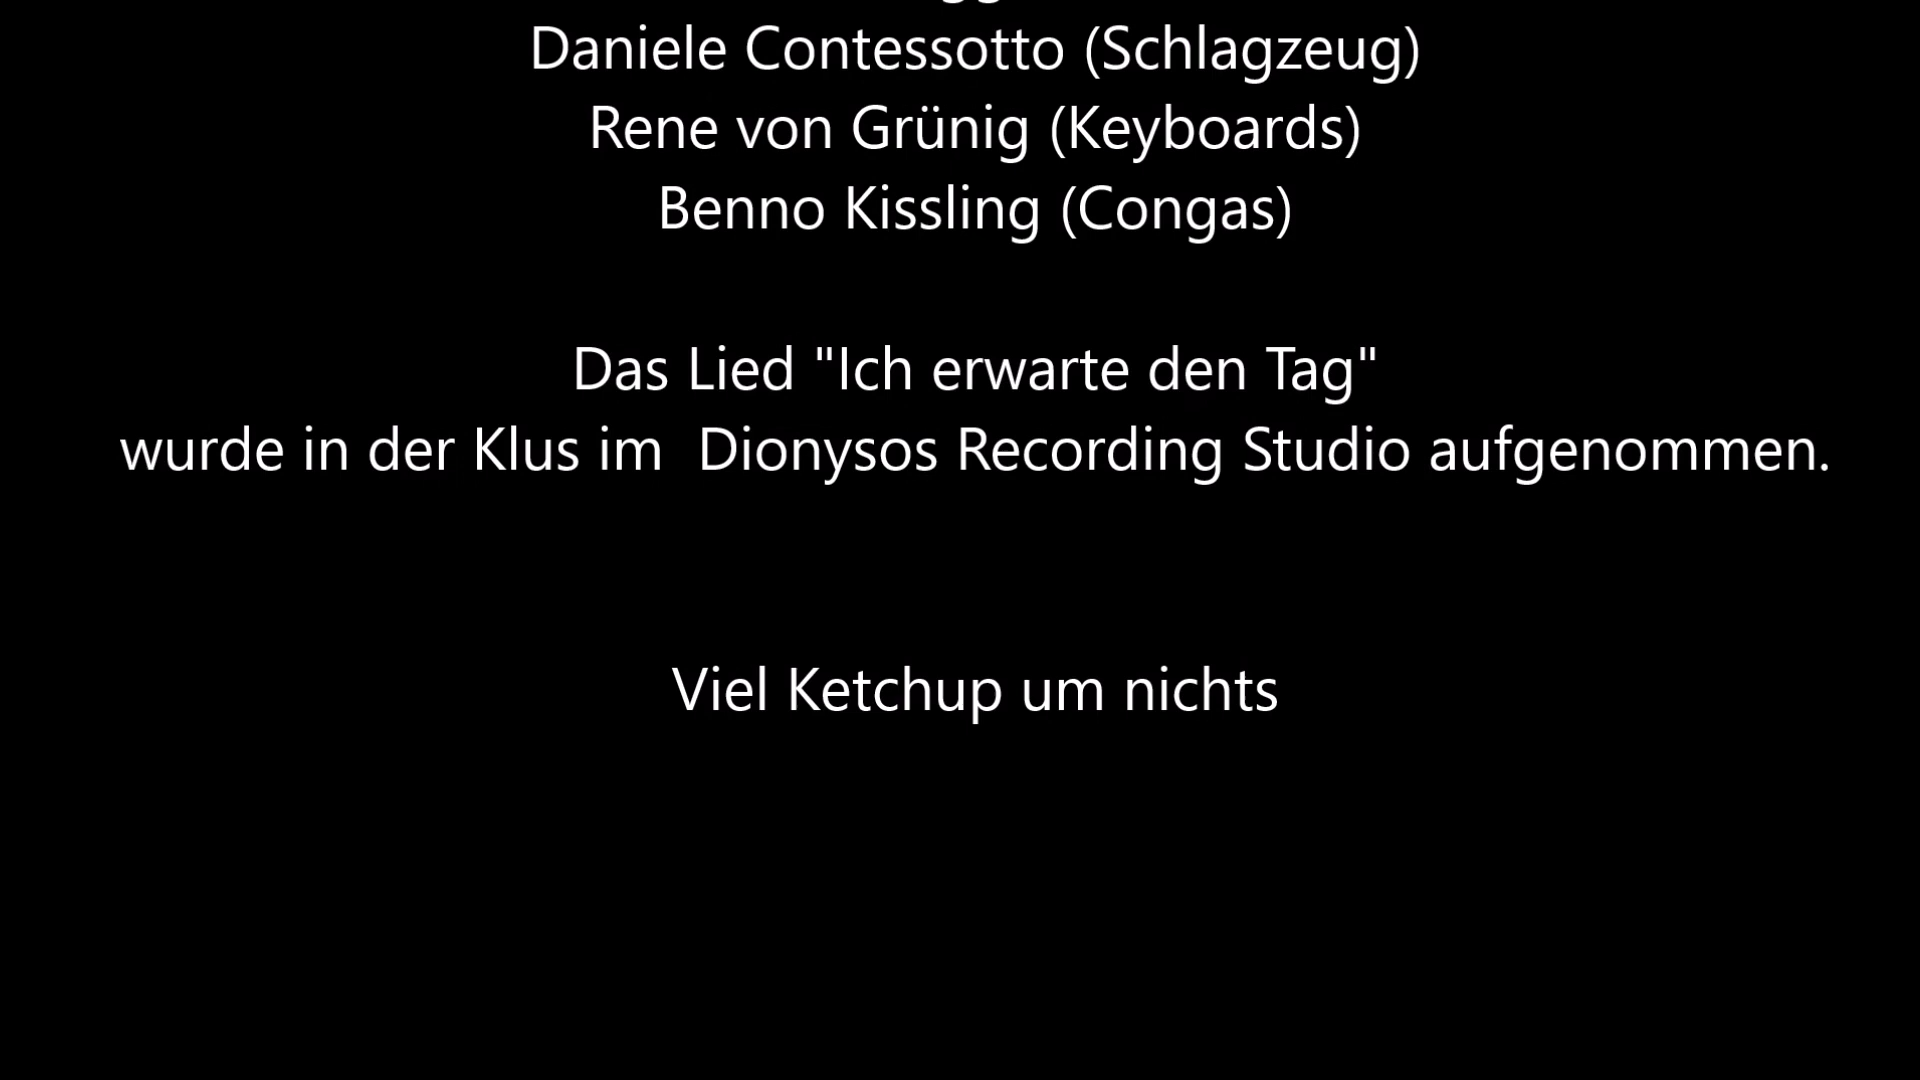 Daniele Contessotto (Schlagzeug)
Rene von Grünig (Keyboards)
Benno Kissling (Congas)
Das Lied "Ich erwarte den Tag"
wurde in der Klus im  Dionysos Recording Studio aufgenommen.
Viel Ketchup um nichts